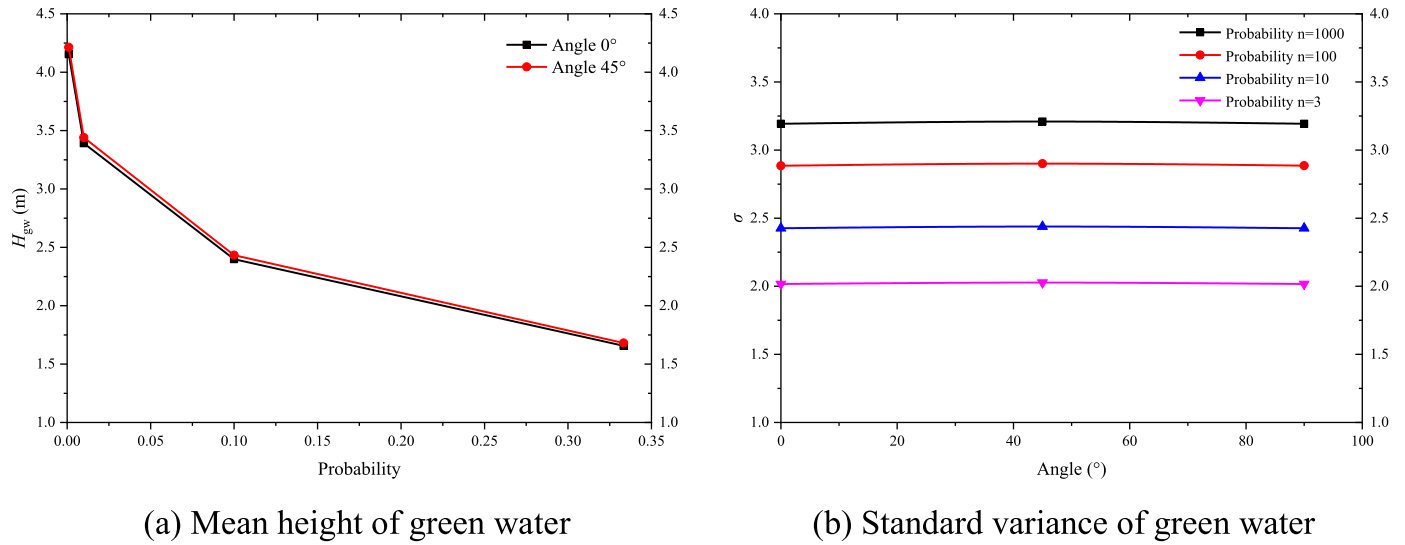 4.5
4.0
3.5
3.0
2.5
2.0
1.5
1.0
H_gw (m)
0.00 0.05 0.10 0.15 0.20 0.25 0.30 0.35
Probability
4.5
4.0
3.5
3.0
2.5
2.0
1.5
1.0
Angle 0°
Angle 45°
(a) Mean height of green water
4.0
3.5
3.0
2.5
2.0
1.5
1.0
σ
0 20 40 60 80 100
Angle (°)
4.0
3.5
3.0
2.5
2.0
1.5
1.0
Probability n=1000
Probability n=100
Probability n=10
Probability n=3
(b) Standard variance of green water